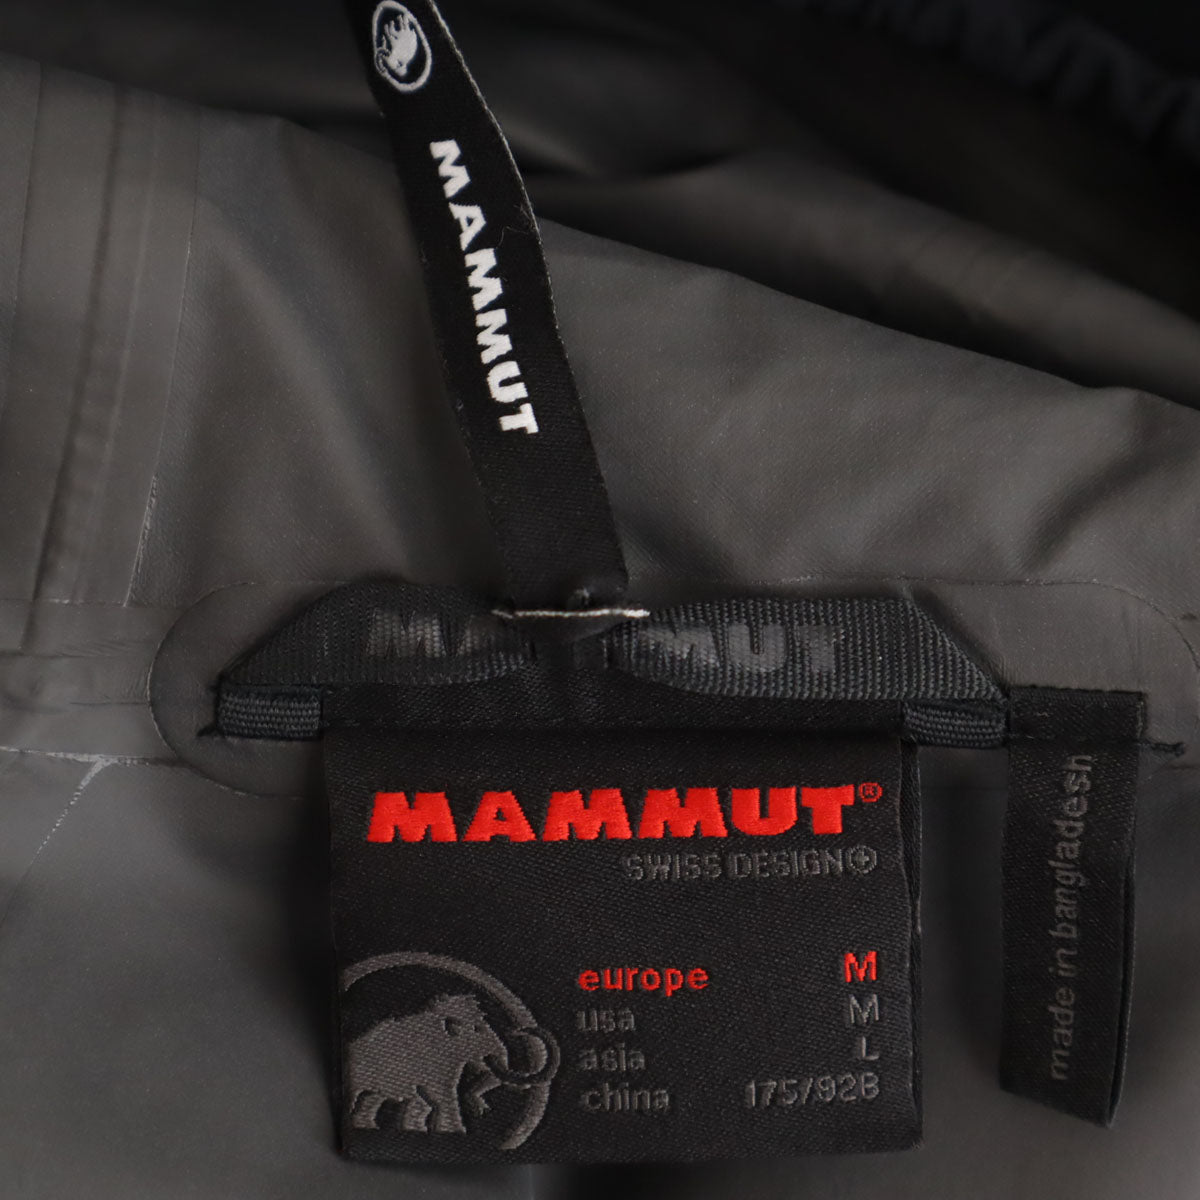 MAMMUT
MAMMUT
MAMMUT®
SWISS DESIGN
europe M
usa M
asia L
china 175/92B
made in bangladesh